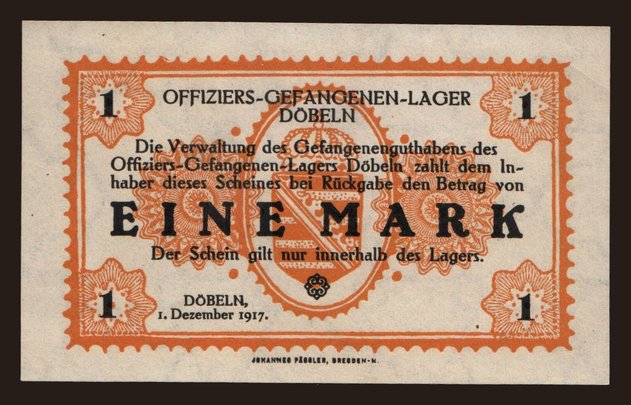 1
1
OFFIZIERS-GEFANGENEN-LAGER
DÖBELN
Die Verwaltung des Gefangenenguthabens des
Offiziers-Gefangenen-Lagers Döbeln zahlt dem In-
haber dieses Scheines bei Rückgabe den Betrag von
EINE MARK
Der Schein gilt nur innerhalb des Lagers.
DÖBELN,
1. Dezember 1917.
1
1
JOHANNES PÄSSLER, DRESDEN-N.